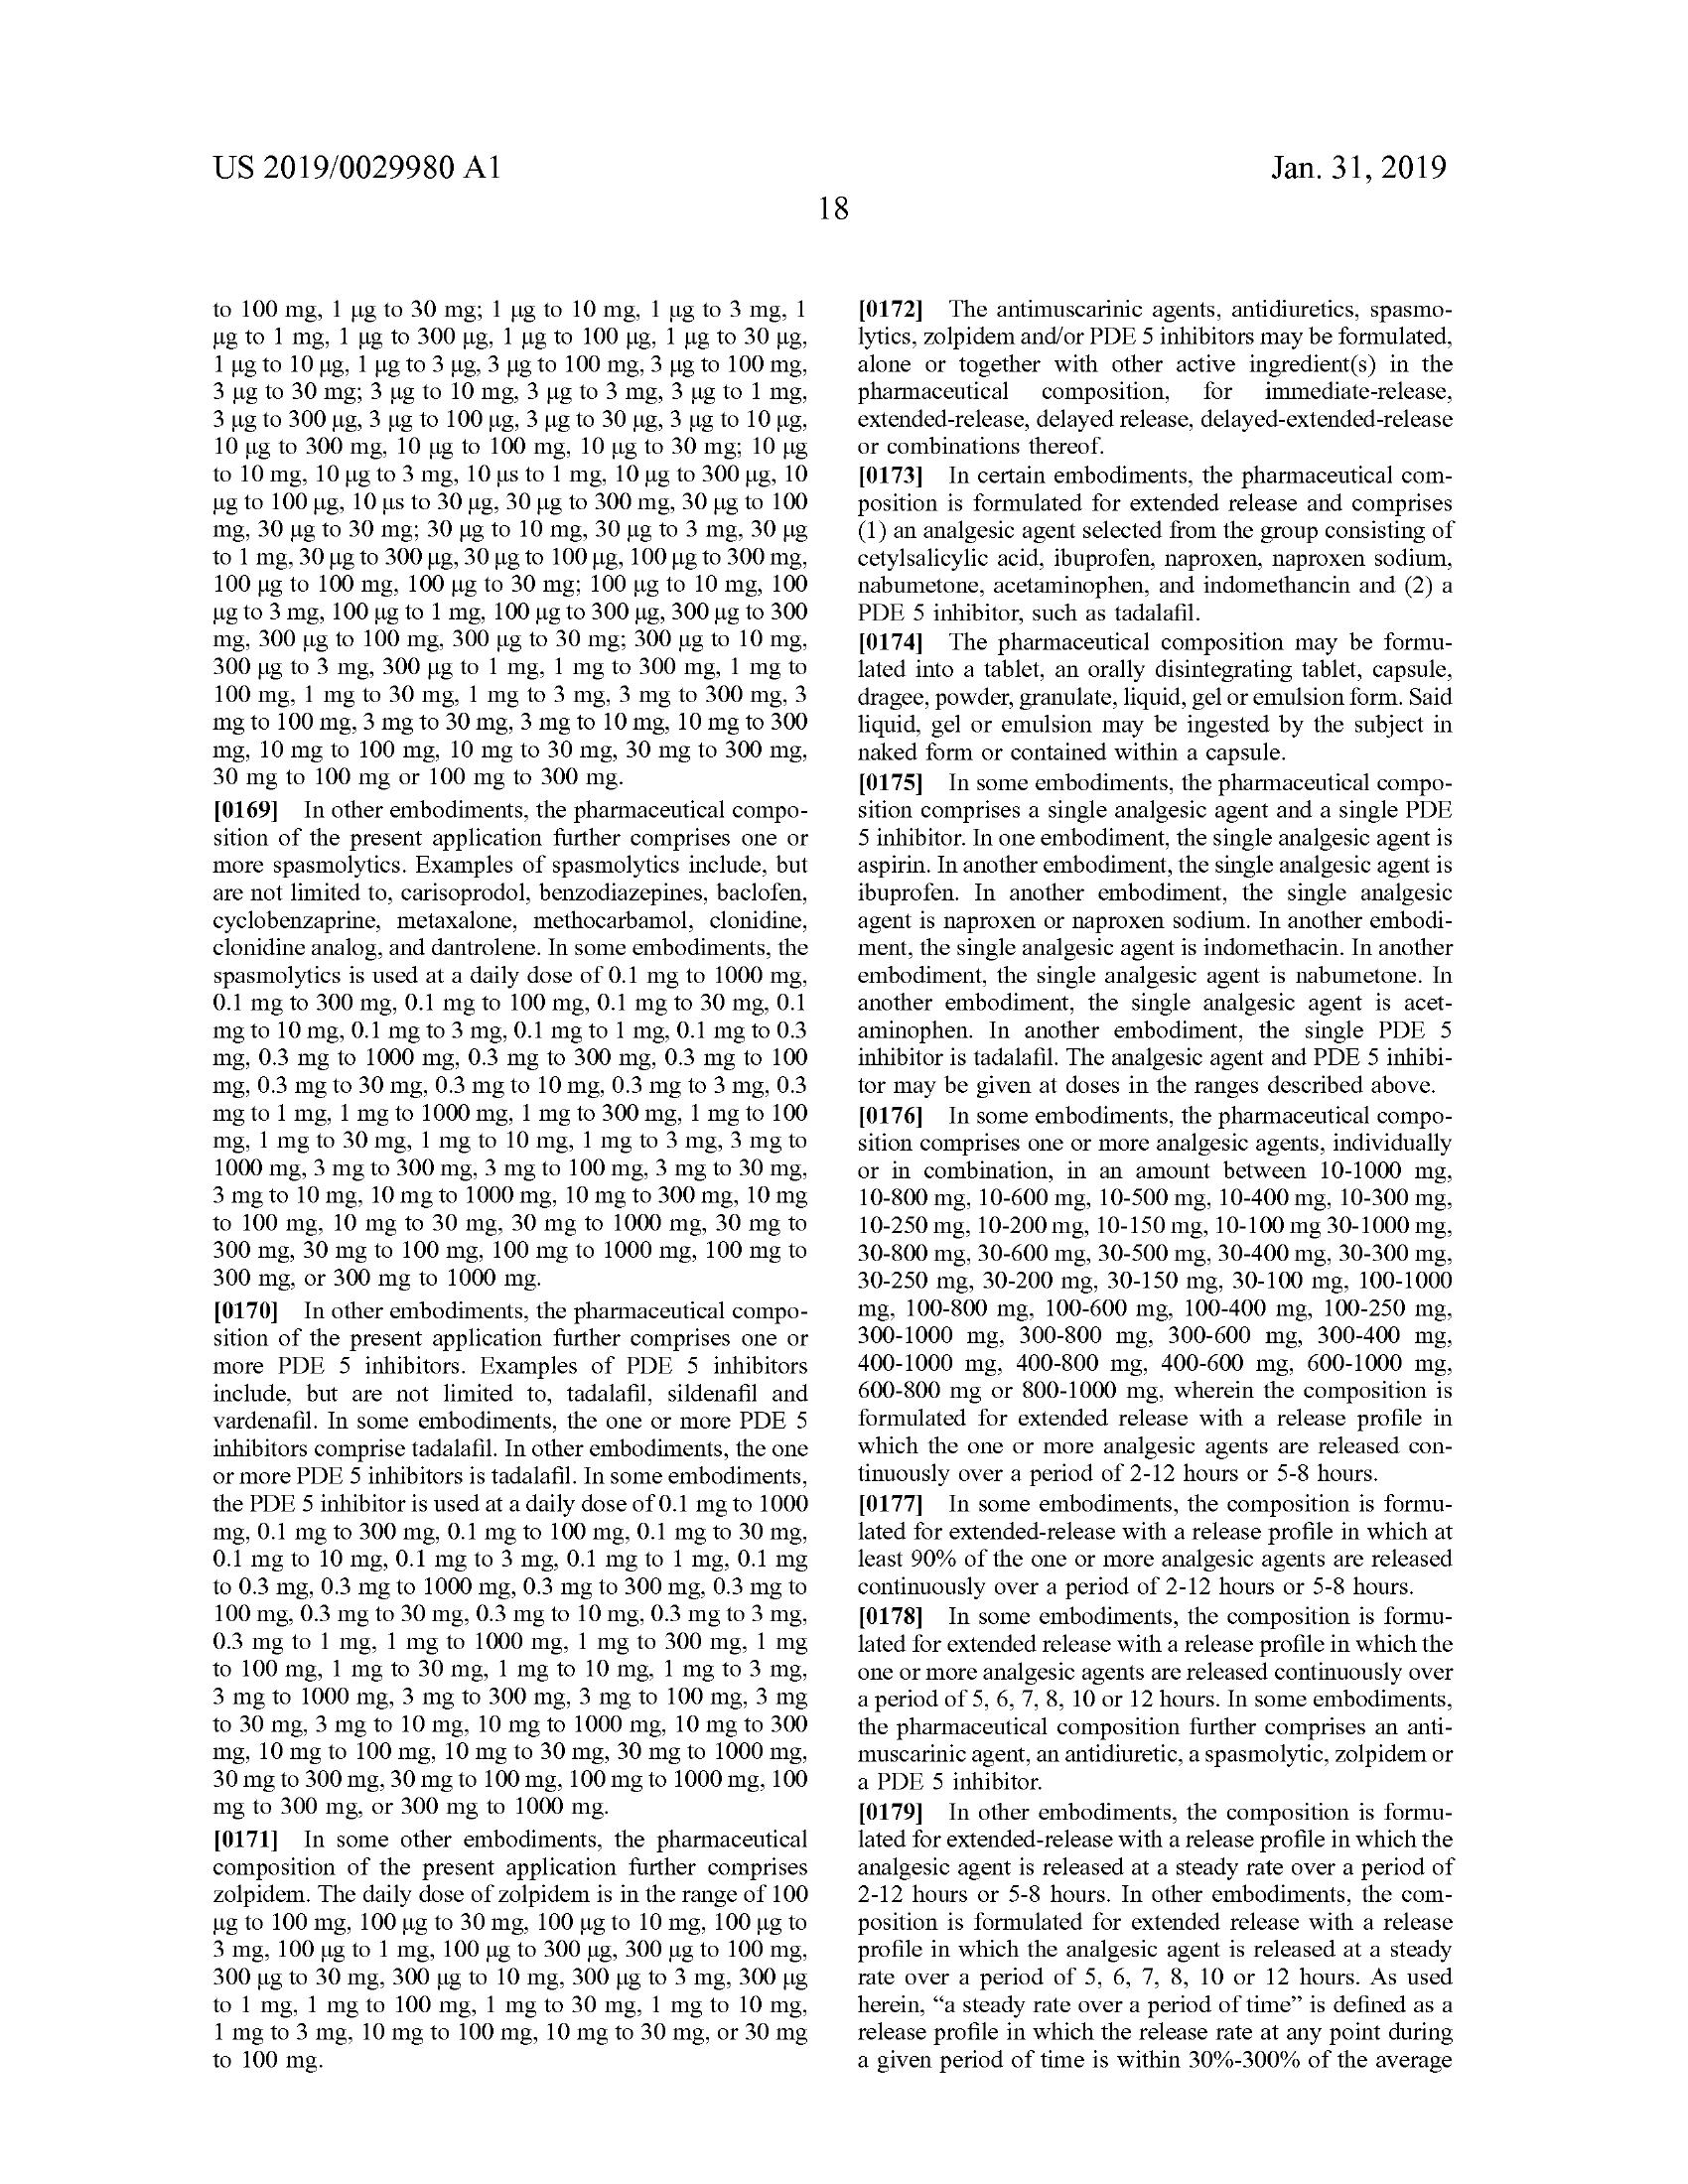 US 2019/0029980 A1
Jan. 31, 2019
18
to 100 mg, 1 µg to 30 mg; 1 µg to 10 mg, 1 µg to 3 mg, 1
µg to 1 mg, 1 µg to 300 µg, 1 µg to 100 µg, 1 µg to 30 µg,
1 µg to 10 µg, 1 µg to 3 µg, 3 µg to 100 mg, 3 µg to 100 mg,
3 µg to 30 mg; 3 µg to 10 mg, 3 µg to 3 mg, 3 µg to 1 mg,
3 µg to 300 µg, 3 µg to 100 µg, 3 µg to 30 µg, 3 µg to 10 µg,
10 µg to 300 mg, 10 µg to 100 mg, 10 µg to 30 mg; 10 µg
to 10 mg, 10 µg to 3 mg, 10 µs to 1 mg, 10 µg to 300 µg, 10
µg to 100 µg, 10 µs to 30 µg, 30 µg to 300 mg, 30 µg to 100
mg, 30 µg to 30 mg; 30 µg to 10 mg, 30 µg to 3 mg, 30 µg
to 1 mg, 30 µg to 300 µg, 30 µg to 100 µg, 100 µg to 300 mg,
100 µg to 100 mg, 100 µg to 30 mg; 100 µg to 10 mg, 100
µg to 3 mg, 100 µg to 1 mg, 100 µg to 300 µg, 300 µg to 300
mg, 300 µg to 100 mg, 300 µg to 30 mg; 300 µg to 10 mg,
300 µg to 3 mg, 300 µg to 1 mg, 1 mg to 300 mg, 1 mg to
100 mg, 1 mg to 30 mg, 1 mg to 3 mg, 3 mg to 300 mg, 3
mg to 100 mg, 3 mg to 30 mg, 3 mg to 10 mg, 10 mg to 300
mg, 10 mg to 100 mg, 10 mg to 30 mg, 30 mg to 300 mg,
30 mg to 100 mg or 100 mg to 300 mg.
[0169] In other embodiments, the pharmaceutical compo-
sition of the present application further comprises one or
more spasmolytics. Examples of spasmolytics include, but
are not limited to, carisoprodol, benzodiazepines, baclofen,
cyclobenzaprine, metaxalone, methocarbamol, clonidine,
clonidine analog, and dantrolene. In some embodiments, the
spasmolytics is used at a daily dose of 0.1 mg to 1000 mg,
0.1 mg to 300 mg, 0.1 mg to 100 mg, 0.1 mg to 30 mg, 0.1
mg to 10 mg, 0.1 mg to 3 mg, 0.1 mg to 1 mg, 0.1 mg to 0.3
mg, 0.3 mg to 1000 mg, 0.3 mg to 300 mg, 0.3 mg to 100
mg, 0.3 mg to 30 mg, 0.3 mg to 10 mg, 0.3 mg to 3 mg, 0.3
mg to 1 mg, 1 mg to 1000 mg, 1 mg to 300 mg, 1 mg to 100
mg, 1 mg to 30 mg, 1 mg to 10 mg, 1 mg to 3 mg, 3 mg to
1000 mg, 3 mg to 300 mg, 3 mg to 100 mg, 3 mg to 30 mg,
3 mg to 10 mg, 10 mg to 1000 mg, 10 mg to 300 mg, 10 mg
to 100 mg, 10 mg to 30 mg, 30 mg to 1000 mg, 30 mg to
300 mg, 30 mg to 100 mg, 100 mg to 1000 mg, 100 mg to
300 mg, or 300 mg to 1000 mg.
[0170] In other embodiments, the pharmaceutical compo-
sition of the present application further comprises one or
more PDE 5 inhibitors. Examples of PDE 5 inhibitors
include, but are not limited to, tadalafil, sildenafil and
vardenafil. In some embodiments, the one or more PDE 5
inhibitors comprise tadalafil. In other embodiments, the one
or more PDE 5 inhibitors is tadalafil. In some embodiments,
the PDE 5 inhibitor is used at a daily dose of 0.1 mg to 1000
mg, 0.1 mg to 300 mg, 0.1 mg to 100 mg, 0.1 mg to 30 mg,
0.1 mg to 10 mg, 0.1 mg to 3 mg, 0.1 mg to 1 mg, 0.1 mg
to 0.3 mg, 0.3 mg to 1000 mg, 0.3 mg to 300 mg, 0.3 mg to
100 mg, 0.3 mg to 30 mg, 0.3 mg to 10 mg, 0.3 mg to 3 mg,
0.3 mg to 1 mg, 1 mg to 1000 mg, 1 mg to 300 mg, 1 mg
to 100 mg, 1 mg to 30 mg, 1 mg to 10 mg, 1 mg to 3 mg,
3 mg to 1000 mg, 3 mg to 300 mg, 3 mg to 100 mg, 3 mg
to 30 mg, 3 mg to 10 mg, 10 mg to 1000 mg, 10 mg to 300
mg, 10 mg to 100 mg, 10 mg to 30 mg, 30 mg to 1000 mg,
30 mg to 300 mg, 30 mg to 100 mg, 100 mg to 1000 mg, 100
mg to 300 mg, or 300 mg to 1000 mg.
[0171] In some other embodiments, the pharmaceutical
composition of the present application further comprises
zolpidem. The daily dose of zolpidem is in the range of 100
µg to 100 mg, 100 µg to 30 mg, 100 µg to 10 mg, 100 µg to
3 mg, 100 µg to 1 mg, 100 µg to 300 µg, 300 µg to 100 mg,
300 µg to 30 mg, 300 µg to 10 mg, 300 µg to 3 mg, 300 µg
to 1 mg, 1 mg to 100 mg, 1 mg to 30 mg, 1 mg to 10 mg,
1 mg to 3 mg, 10 mg to 100 mg, 10 mg to 30 mg, or 30 mg
to 100 mg.
[0172] The antimuscarinic agents, antidiuretics, spasmo-
lytics, zolpidem and/or PDE 5 inhibitors may be formulated,
alone or together with other active ingredient(s) in the
pharmaceutical composition, for immediate-release,
extended-release, delayed release, delayed-extended-release
or combinations thereof.
[0173] In certain embodiments, the pharmaceutical com-
position is formulated for extended release and comprises
(1) an analgesic agent selected from the group consisting of
cetylsalicylic acid, ibuprofen, naproxen, naproxen sodium,
nabumetone, acetaminophen, and indomethancin and (2) a
PDE 5 inhibitor, such as tadalafil.
[0174] The pharmaceutical composition may be formu-
lated into a tablet, an orally disintegrating tablet, capsule,
dragee, powder, granulate, liquid, gel or emulsion form. Said
liquid, gel or emulsion may be ingested by the subject in
naked form or contained within a capsule.
[0175] In some embodiments, the pharmaceutical compo-
sition comprises a single analgesic agent and a single PDE
5 inhibitor. In one embodiment, the single analgesic agent is
aspirin. In another embodiment, the single analgesic agent is
ibuprofen. In another embodiment, the single analgesic
agent is naproxen or naproxen sodium. In another embodi-
ment, the single analgesic agent is indomethacin. In another
embodiment, the single analgesic agent is nabumetone. In
another embodiment, the single analgesic agent is acet-
aminophen. In another embodiment, the single PDE 5
inhibitor is tadalafil. The analgesic agent and PDE 5 inhibi-
tor may be given at doses in the ranges described above.
[0176] In some embodiments, the pharmaceutical compo-
sition comprises one or more analgesic agents, individually
or in combination, in an amount between 10-1000 mg,
10-800 mg, 10-600 mg, 10-500 mg, 10-400 mg, 10-300 mg,
10-250 mg, 10-200 mg, 10-150 mg, 10-100 mg 30-1000 mg,
30-800 mg, 30-600 mg, 30-500 mg, 30-400 mg, 30-300 mg,
30-250 mg, 30-200 mg, 30-150 mg, 30-100 mg, 100-1000
mg, 100-800 mg, 100-600 mg, 100-400 mg, 100-250 mg,
300-1000 mg, 300-800 mg, 300-600 mg, 300-400 mg,
400-1000 mg, 400-800 mg, 400-600 mg, 600-1000 mg,
600-800 mg or 800-1000 mg, wherein the composition is
formulated for extended release with a release profile in
which the one or more analgesic agents are released con-
tinuously over a period of 2-12 hours or 5-8 hours.
[0177] In some embodiments, the composition is formu-
lated for extended-release with a release profile in which at
least 90% of the one or more analgesic agents are released
continuously over a period of 2-12 hours or 5-8 hours.
[0178] In some embodiments, the composition is formu-
lated for extended release with a release profile in which the
one or more analgesic agents are released continuously over
a period of 5, 6, 7, 8, 10 or 12 hours. In some embodiments,
the pharmaceutical composition further comprises an anti-
muscarinic agent, an antidiuretic, a spasmolytic, zolpidem or
a PDE 5 inhibitor.
[0179] In other embodiments, the composition is formu-
lated for extended-release with a release profile in which the
analgesic agent is released at a steady rate over a period of
2-12 hours or 5-8 hours. In other embodiments, the com-
position is formulated for extended release with a release
profile in which the analgesic agent is released at a steady
rate over a period of 5, 6, 7, 8, 10 or 12 hours. As used
herein, “a steady rate over a period of time” is defined as a
release profile in which the release rate at any point during
a given period of time is within 30%-300% of the average